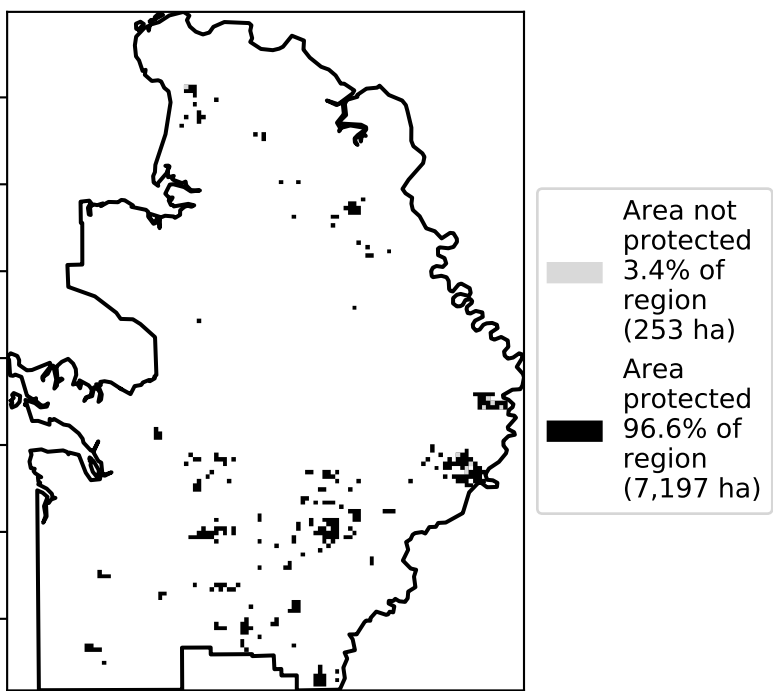 Area not
protected
3.4% of
region
(253 ha)
Area
protected
96.6% of
region
(7,197 ha)